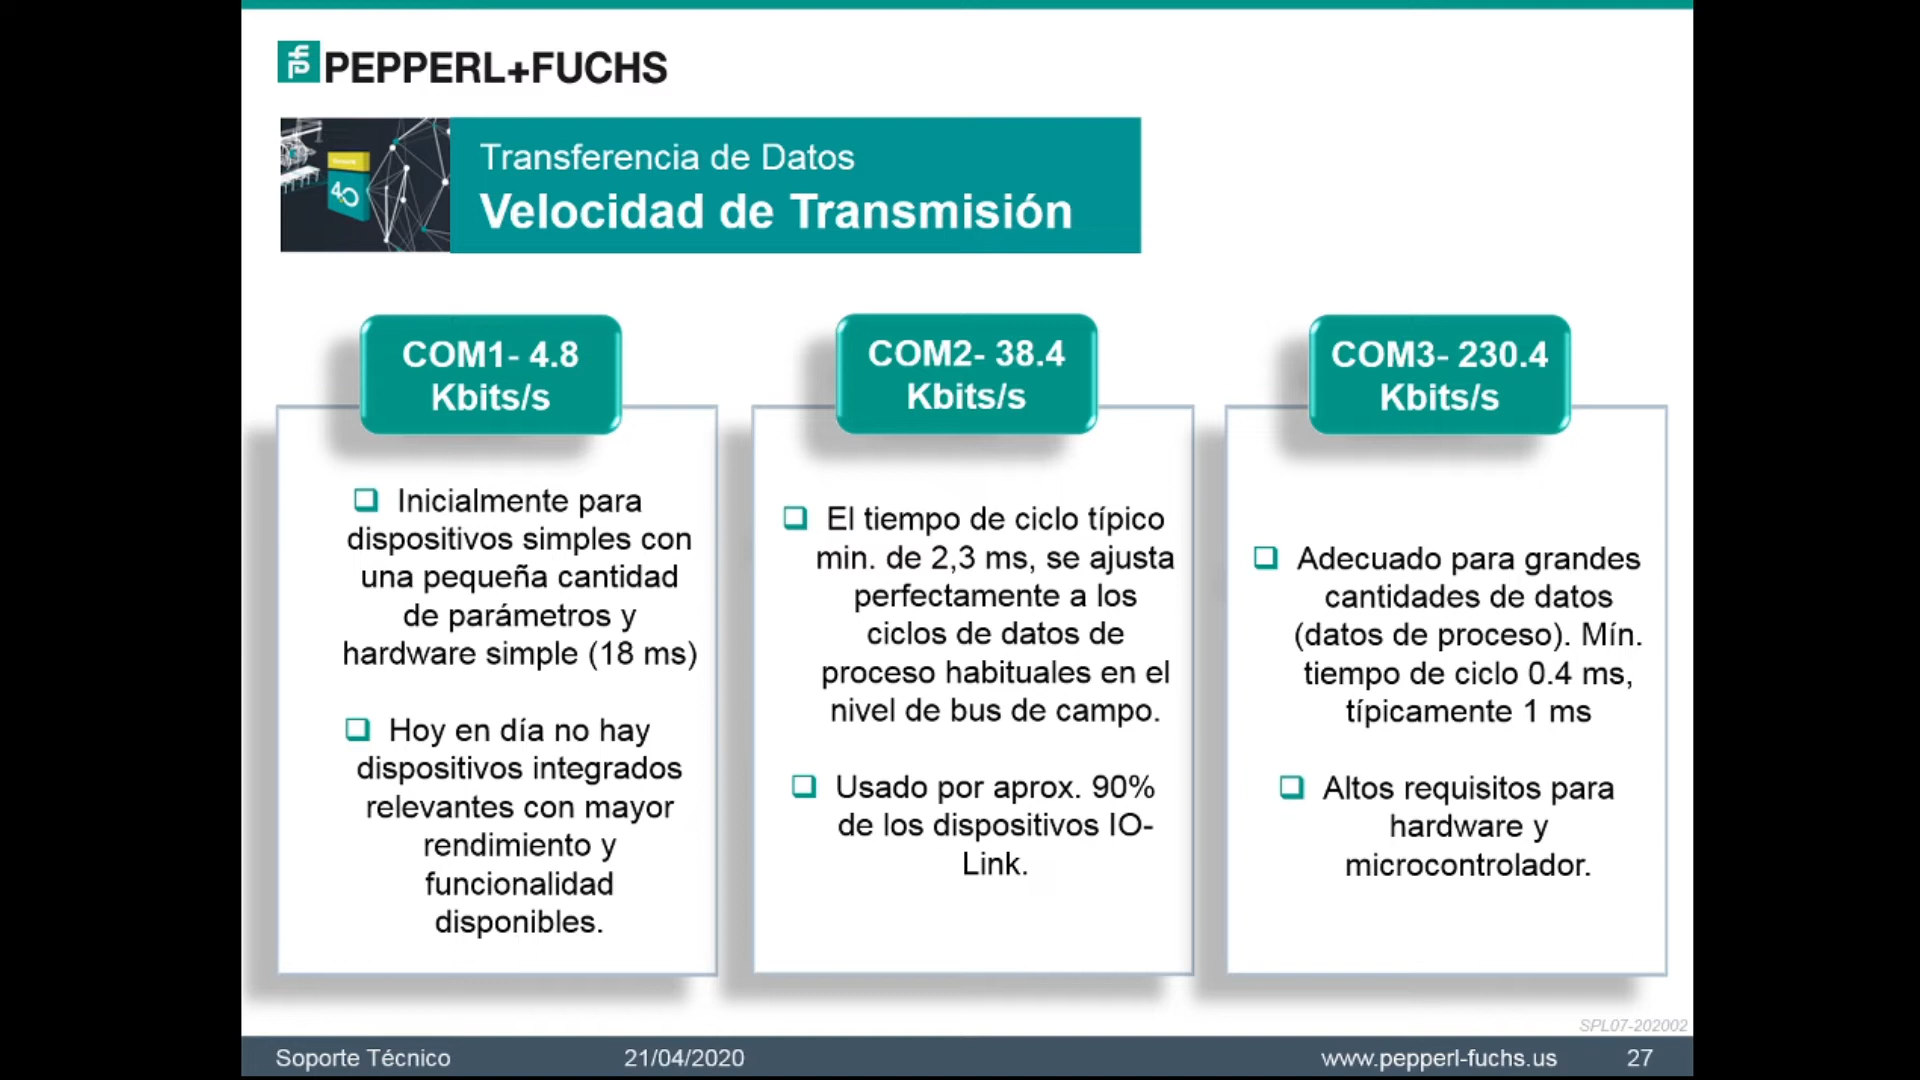 PEPPERL+FUCHS
Transferencia de Datos
Velocidad de Transmisión
COM1- 4.8
Kbits/s
❑ Inicialmente para
dispositivos simples con
una pequeña cantidad
de parámetros y
hardware simple (18 ms)
❑ Hoy en día no hay
dispositivos integrados
relevantes con mayor
rendimiento y
funcionalidad
disponibles.
COM2- 38.4
Kbits/s
❑ El tiempo de ciclo típico
min. de 2,3 ms, se ajusta
perfectamente a los
ciclos de datos de
proceso habituales en el
nivel de bus de campo.
❑ Usado por aprox. 90%
de los dispositivos IO-
Link.
COM3- 230.4
Kbits/s
❑ Adecuado para grandes
cantidades de datos
(datos de proceso). Mín.
tiempo de ciclo 0.4 ms,
típicamente 1 ms
❑ Altos requisitos para
hardware y
microcontrolador.
SPL07-202002
Soporte Técnico
21/04/2020
www.pepperl-fuchs.us
27